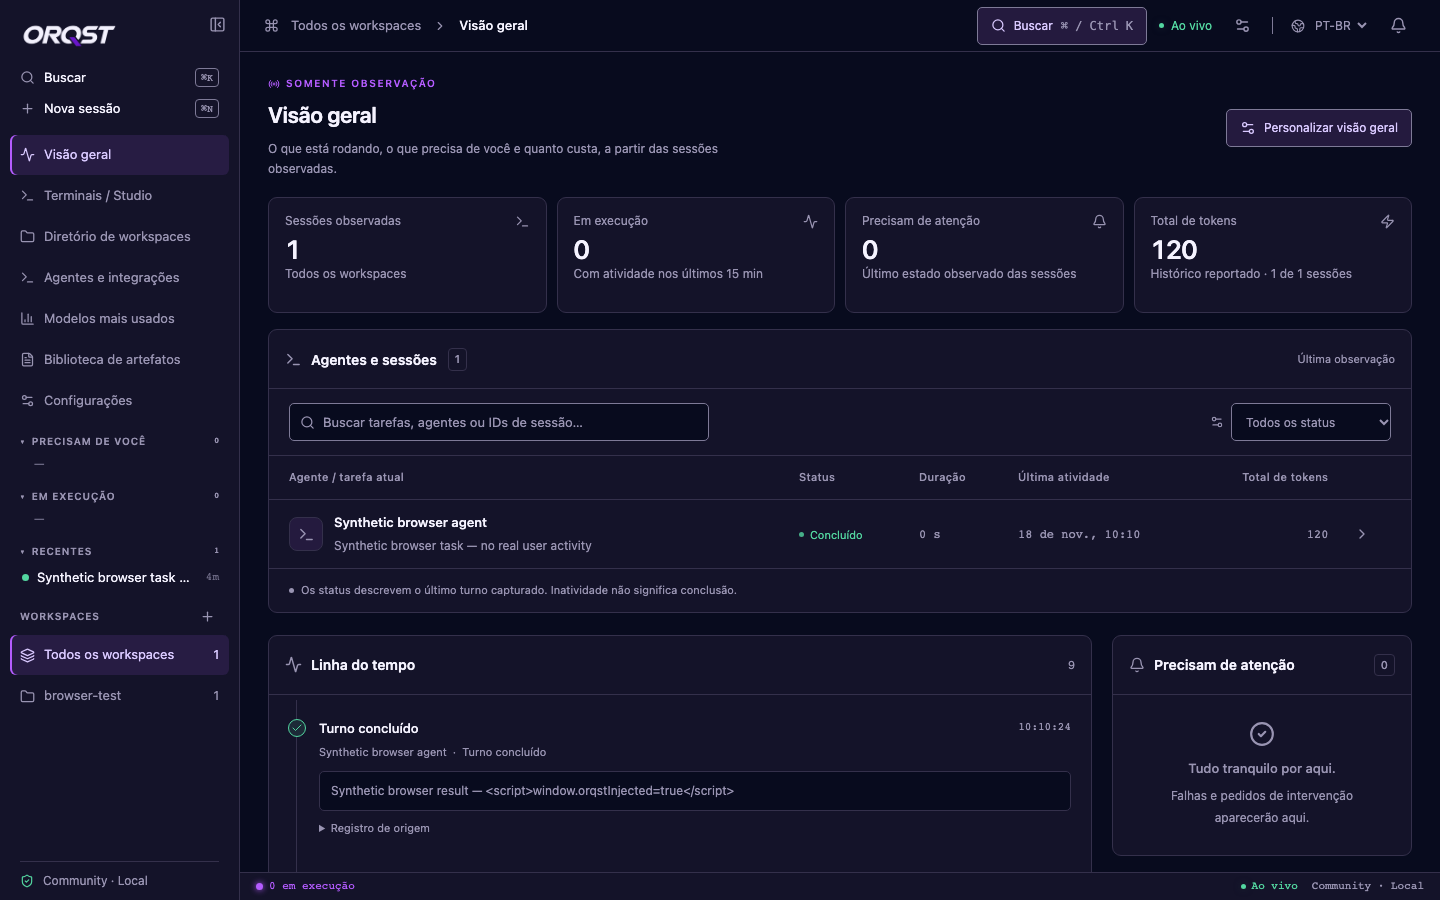 ORQST
Buscar ⌘K
Nova sessão ⌘N
Visão geral
Terminais / Studio
Diretório de workspaces
Agentes e integrações
Modelos mais usados
Biblioteca de artefatos
Configurações
PRECISAM DE VOCÊ 0
—
EM EXECUÇÃO 0
—
RECENTES 1
Synthetic browser task ... 4m
WORKSPACES
Todos os workspaces 1
browser-test 1
Community · Local
⌘ Todos os workspaces > Visão geral
Buscar ⌘ / Ctrl K
Ao vivo
PT-BR
SOMENTE OBSERVAÇÃO
Visão geral
O que está rodando, o que precisa de você e quanto custa, a partir das sessões
observadas.
Personalizar visão geral
Sessões observadas
1
Todos os workspaces
Em execução
0
Com atividade nos últimos 15 min
Precisam de atenção
0
Último estado observado das sessões
Total de tokens
120
Histórico reportado · 1 de 1 sessões
Agentes e sessões 1
Última observação
Buscar tarefas, agentes ou IDs de sessão...
Todos os status
Agente / tarefa atual Status Duração Última atividade Total de tokens
Synthetic browser agent
Synthetic browser task — no real user activity
Concluído 0 s 18 de nov., 10:10 120
Os status descrevem o último turno capturado. Inatividade não significa conclusão.
Linha do tempo 9
Turno concluído 10:10:24
Synthetic browser agent · Turno concluído
Synthetic browser result — <script>window.orqstInjected=true</script>
Registro de origem
Precisam de atenção 0
Tudo tranquilo por aqui.
Falhas e pedidos de intervenção
aparecerão aqui.
0 em execução
Ao vivo Community · Local